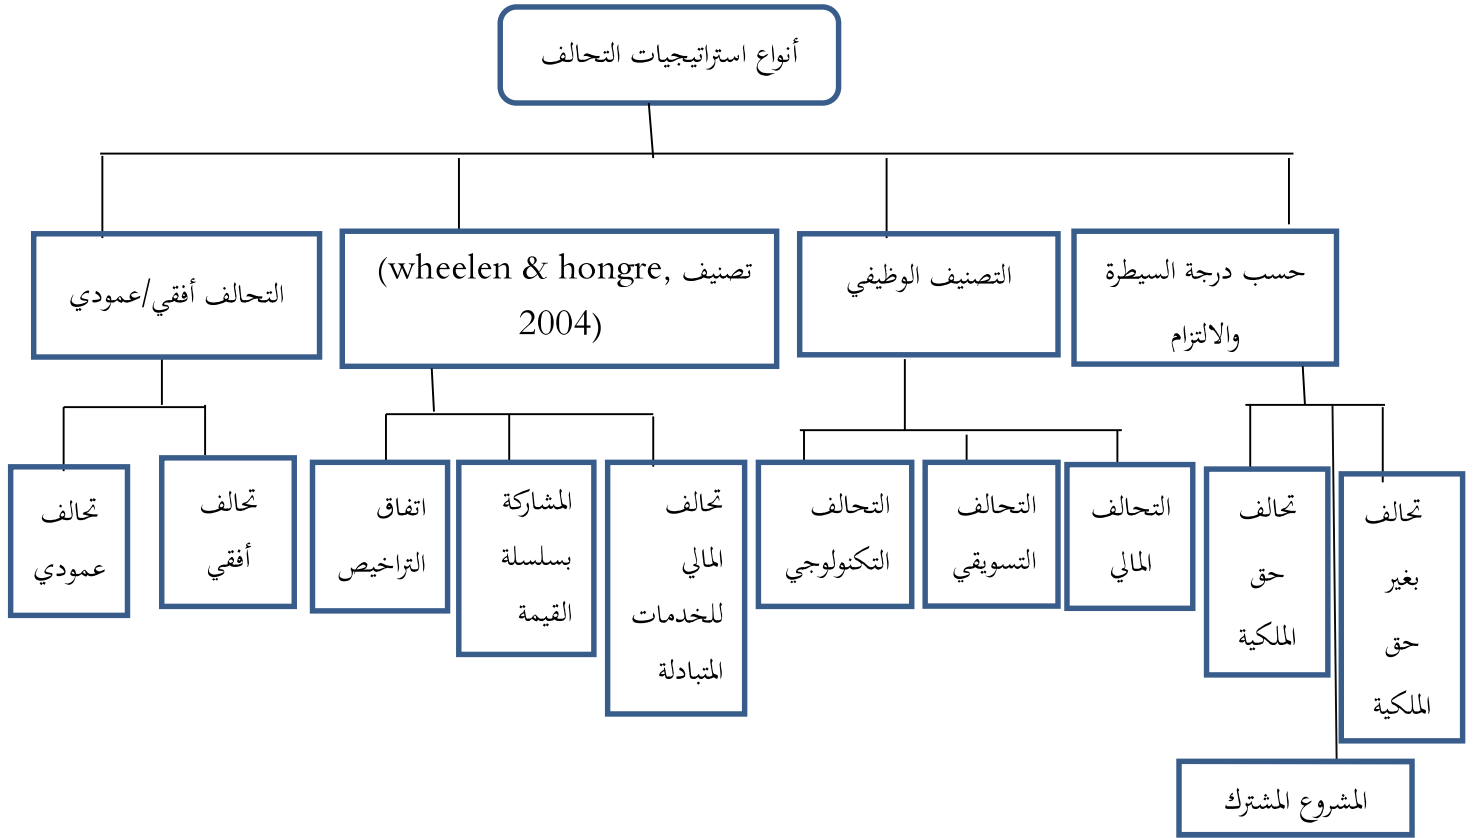 أنواع استراتيجيات التحالف
حسب درجة السيطرة
والالتزام
التصنيف الوظيفي
تصنيف (wheelen & hongre,
2004)
التحالف أفقي/عمودي
تحالف
بغير
حق
الملكية
تحالف
حق
الملكية
المشروع المشترك
التحالف
المالي
التحالف
التسويقي
التحالف
التكنولوجي
تحالف
المالي
للخدمات
المتبادلة
المشاركة
بسلسلة
القيمة
اتفاق
التراخيص
تحالف
أفقي
تحالف
عمودي